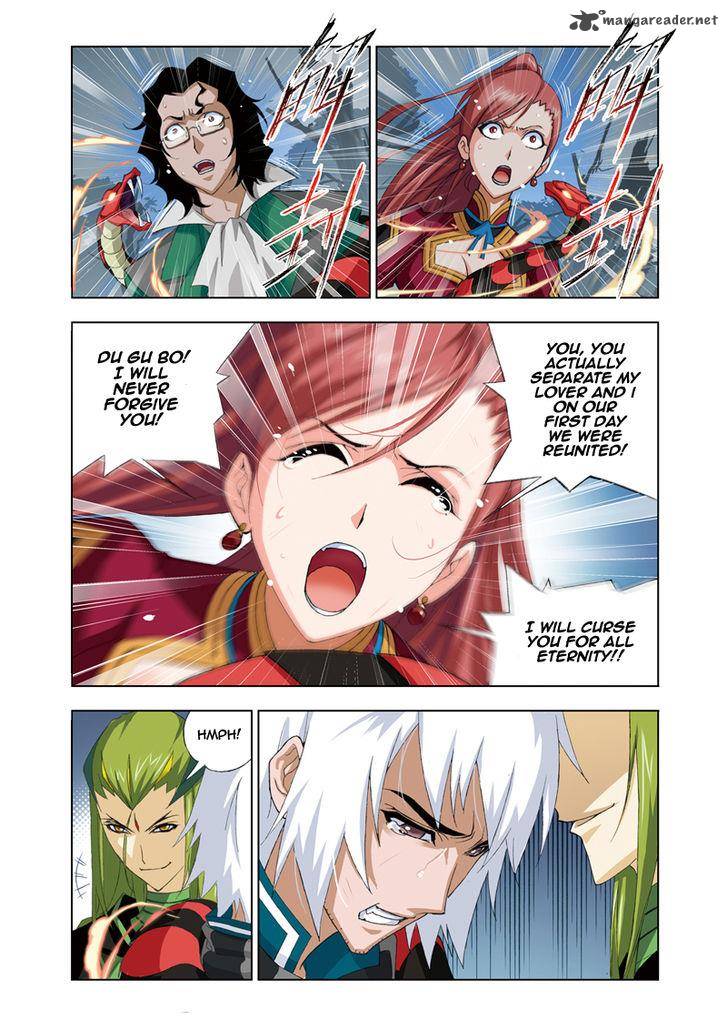 mangareader.net
DU GU BO!
I WILL
NEVER
FORGIVE
YOU!
YOU, YOU
ACTUALLY
SEPARATE MY
LOVER AND I
ON OUR
FIRST DAY
WE WERE
REUNITED!
I WILL CURSE
YOU FOR ALL
ETERNITY!!
HMPH!